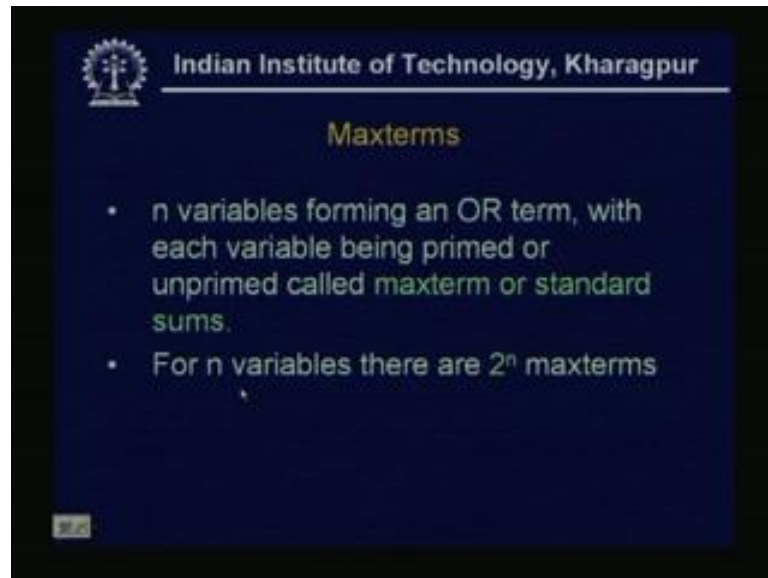 Indian Institute of Technology, Kharagpur
Maxterms
• n variables forming an OR term, with
each variable being primed or
unprimed called maxterm or standard
sums.
• For n variables there are 2ⁿ maxterms